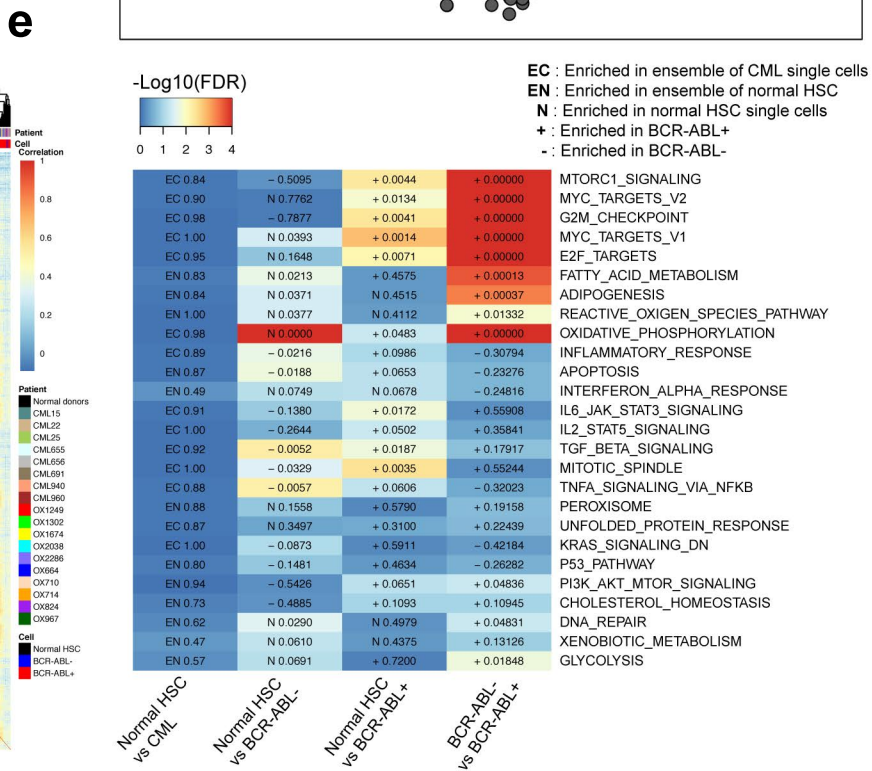 e
-Log10(FDR)
0 1 2 3 4
EC : Enriched in ensemble of CML single cells
EN : Enriched in ensemble of normal HSC
N : Enriched in normal HSC single cells
+ : Enriched in BCR-ABL+
- : Enriched in BCR-ABL-
Patient
Cell
Correlation
1
0.8
0.6
0.4
0.2
0
Patient
Normal donors
CML15
CML22
CML25
CML655
CML656
CML691
CML940
CML960
OX1249
OX1302
OX1674
OX2038
OX2286
OX664
OX710
OX714
OX824
OX967
Cell
Normal HSC
BCR-ABL-
BCR-ABL+
EC 0.84 − 0.5095 + 0.0044 + 0.00000 MTORC1_SIGNALING
EC 0.90 N 0.7762 + 0.0134 + 0.00000 MYC_TARGETS_V2
EC 0.98 − 0.7877 + 0.0041 + 0.00000 G2M_CHECKPOINT
EC 1.00 N 0.0393 + 0.0014 + 0.00000 MYC_TARGETS_V1
EC 0.95 N 0.1648 + 0.0071 + 0.00000 E2F_TARGETS
EN 0.83 N 0.0213 + 0.4575 + 0.00013 FATTY_ACID_METABOLISM
EN 0.84 N 0.0371 N 0.4515 + 0.00037 ADIPOGENESIS
EN 1.00 N 0.0377 N 0.4112 + 0.01332 REACTIVE_OXIGEN_SPECIES_PATHWAY
EC 0.98 N 0.0000 + 0.0483 + 0.00000 OXIDATIVE_PHOSPHORYLATION
EC 0.89 − 0.0216 + 0.0986 − 0.30794 INFLAMMATORY_RESPONSE
EN 0.87 − 0.0188 + 0.0653 − 0.23276 APOPTOSIS
EN 0.49 N 0.0749 N 0.0678 − 0.24816 INTERFERON_ALPHA_RESPONSE
EC 0.91 − 0.1380 + 0.0172 + 0.55908 IL6_JAK_STAT3_SIGNALING
EC 1.00 − 0.2644 + 0.0502 + 0.35841 IL2_STAT5_SIGNALING
EC 0.92 − 0.0052 + 0.0187 + 0.17917 TGF_BETA_SIGNALING
EC 1.00 − 0.0329 + 0.0035 + 0.55244 MITOTIC_SPINDLE
EC 0.88 − 0.0057 + 0.0606 − 0.32023 TNFA_SIGNALING_VIA_NFKB
EN 0.88 N 0.1558 + 0.5790 + 0.19158 PEROXISOME
EC 0.87 N 0.3497 + 0.3100 + 0.22439 UNFOLDED_PROTEIN_RESPONSE
EC 1.00 − 0.0873 + 0.5911 − 0.42184 KRAS_SIGNALING_DN
EN 0.80 − 0.1481 + 0.4634 − 0.26282 P53_PATHWAY
EN 0.94 − 0.5426 + 0.0651 + 0.04836 PI3K_AKT_MTOR_SIGNALING
EN 0.73 − 0.4885 + 0.1093 + 0.10945 CHOLESTEROL_HOMEOSTASIS
EN 0.62 N 0.0290 N 0.4979 + 0.04831 DNA_REPAIR
EN 0.47 N 0.0610 N 0.4375 + 0.13126 XENOBIOTIC_METABOLISM
EN 0.57 N 0.0691 + 0.7200 + 0.01848 GLYCOLYSIS
Normal HSC
vs CML
Normal HSC
vs BCR-ABL-
Normal HSC
vs BCR-ABL+
BCR-ABL-
vs BCR-ABL+